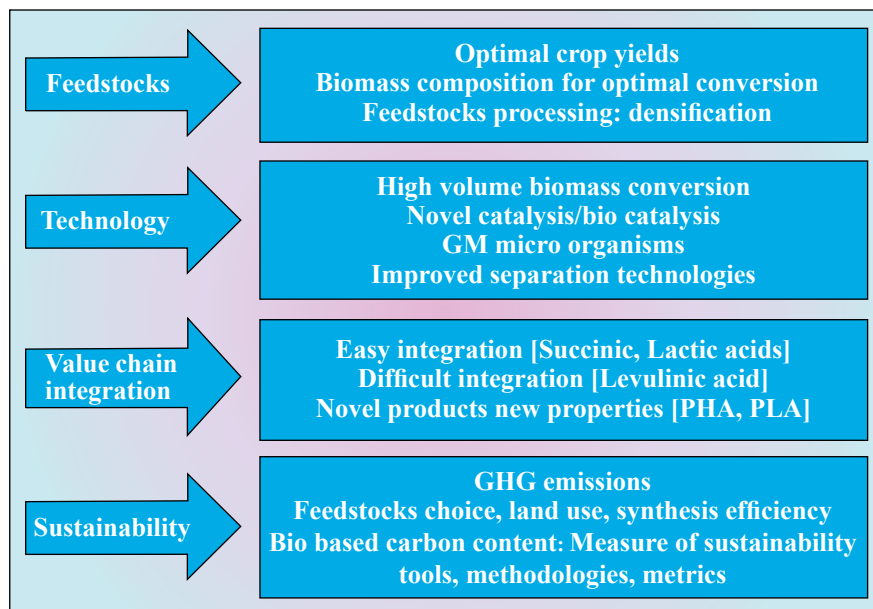 Feedstocks
Optimal crop yields
Biomass composition for optimal conversion
Feedstocks processing: densification
Technology
High volume biomass conversion
Novel catalysis/bio catalysis
GM micro organisms
Improved separation technologies
Value chain
integration
Easy integration [Succinic, Lactic acids]
Difficult integration [Levulinic acid]
Novel products new properties [PHA, PLA]
Sustainability
GHG emissions
Feedstocks choice, land use, synthesis efficiency
Bio based carbon content: Measure of sustainability
tools, methodologies, metrics